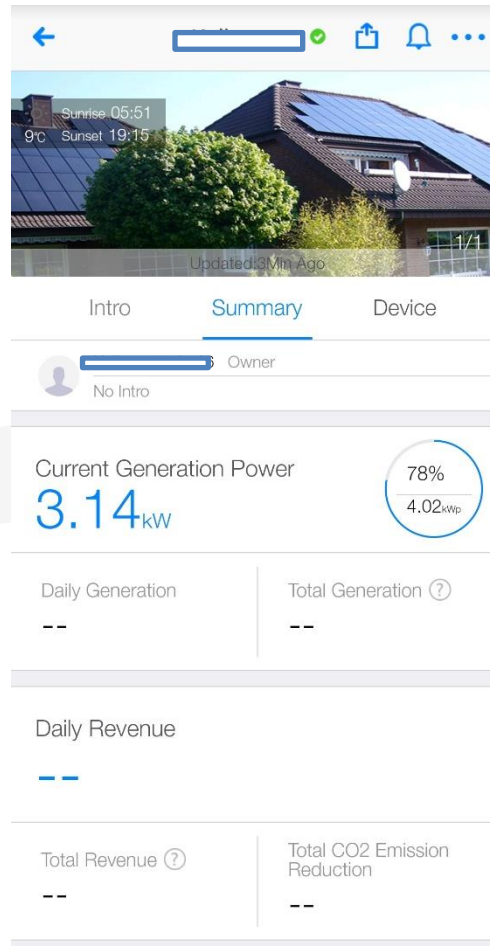 Sunrise 05:51
9°C Sunset 19:15
1/1
Updated:3Min Ago
Intro Summary Device
Owner
No Intro
Current Generation Power
3.14kW
78%
4.02kWp
Daily Generation
--
Total Generation ?
--
Daily Revenue
--
Total Revenue ?
--
Total CO2 Emission
Reduction
--